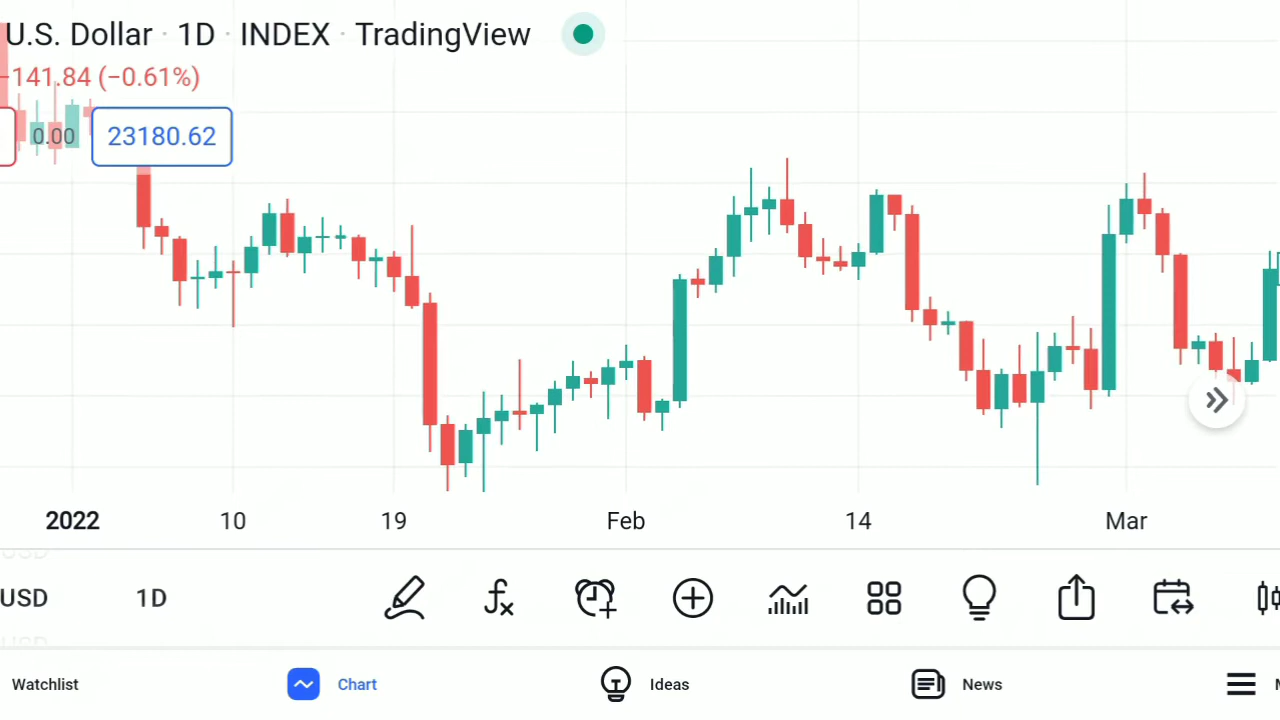 U.S. Dollar · 1D · INDEX · TradingView
−141.84 (−0.61%)
0.00 23180.62
2022 10 19 Feb 14 Mar
USD 1D
Watchlist Chart Ideas News